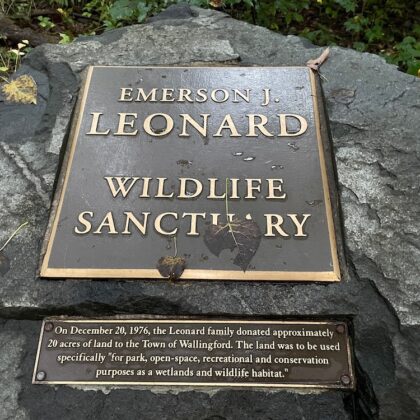 EMERSON J.
LEONARD
WILDLIFE
SANCTUARY
On December 20, 1976, the Leonard family donated approximately
20 acres of land to the Town of Wallingford. The land was to be used
specifically "for park, open-space, recreational and conservation
purposes as a wetlands and wildlife habitat."